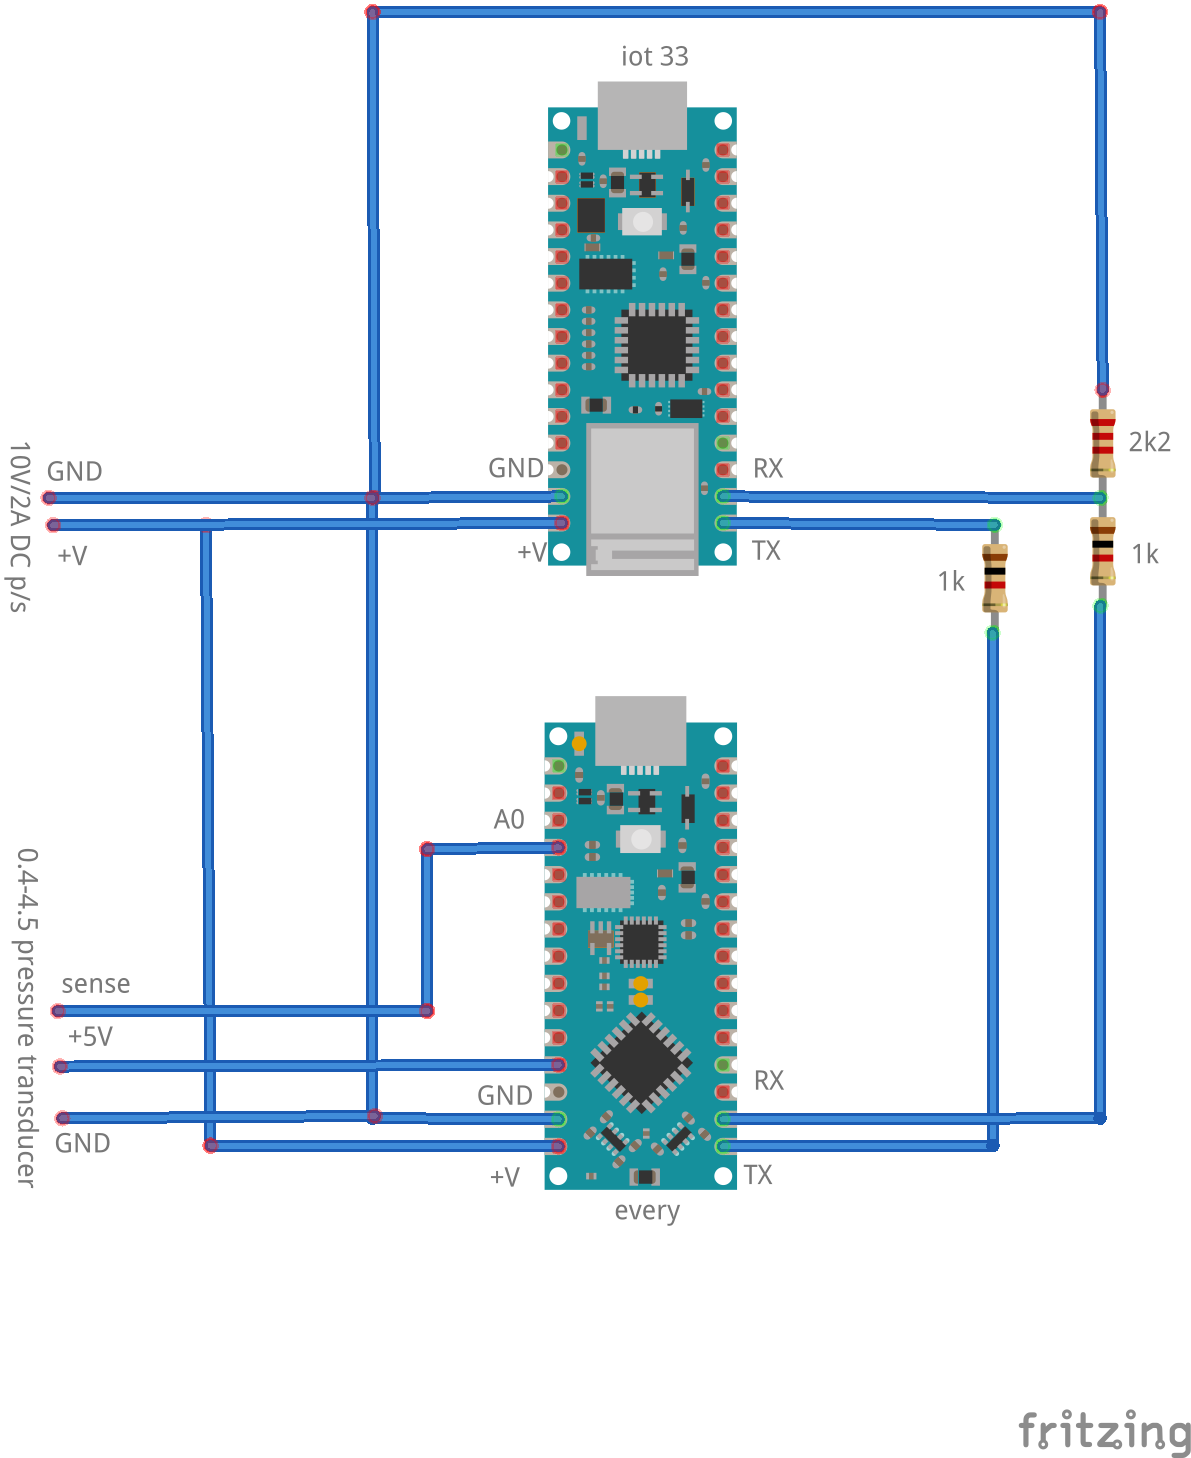 iot 33
2k2
GND
GND
RX
10V/2A DC p/s
+V
+V
TX
1k
1k
A0
0.4-4.5 pressure transducer
sense
+5V
RX
GND
GND
+V
TX
every
fritzing